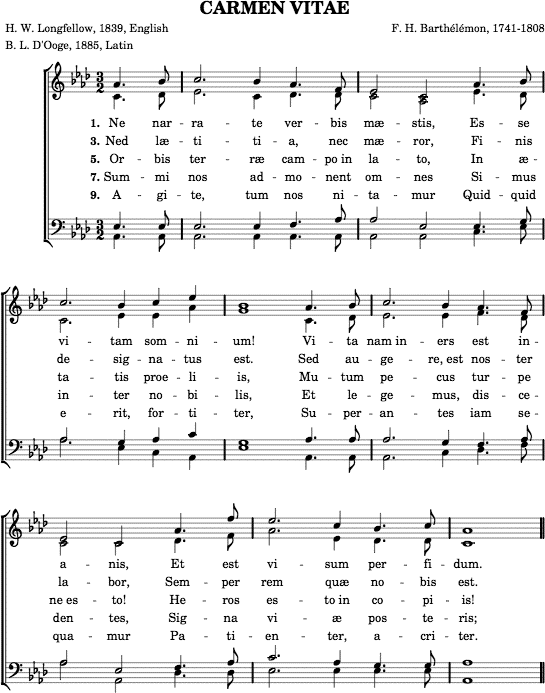 CARMEN VITAE
H. W. Longfellow, 1839, English
F. H. Barthélémon, 1741-1808
B. L. D'Ooge, 1885, Latin
1. Ne nar- ra- te ver- bis mæ- stis, Es- se
3. Ned læ- ti- ti- a, nec mæ- ror, Fi- nis
5. Or- bis ter- ræ cam- po in la- to, In æ-
7. Sum- mi nos ad- mo- nent om- nes Si- mus
9. A- gi- te, tum nos ni- ta- mur Quid- quid
vi- tam som- ni- um! Vi- ta nam in- ers est in-
de- sig- na- tus est. Sed au- ge- re, est nos- ter
ta- tis proe- li- is, Mu- tum pe- cus tur- pe
in- ter no- bi- lis, Et le- ge- mus, dis- ce-
e- rit, for- ti- ter, Su- per- an- tes iam se-
a- nis, Et est vi- sum per- fi- dum.
la- bor, Sem- per rem quæ no- bis est.
ne es- to! He- ros es- to in co- pi- is!
den- tes, Sig- na vi- æ pos- te- ris;
qua- mur Pa- ti- en- ter, a- cri- ter.